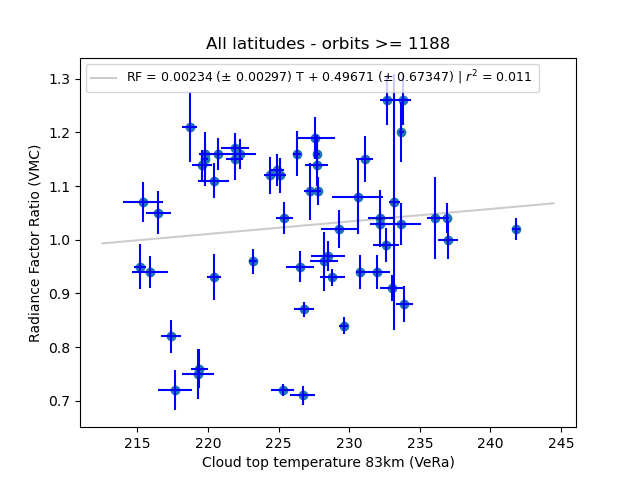 All latitudes - orbits >= 1188
RF = 0.00234 (± 0.00297) T + 0.49671 (± 0.67347) | r² = 0.011
Radiance Factor Ratio (VMC)
1.3
1.2
1.1
1.0
0.9
0.8
0.7
215 220 225 230 235 240 245
Cloud top temperature 83km (VeRa)